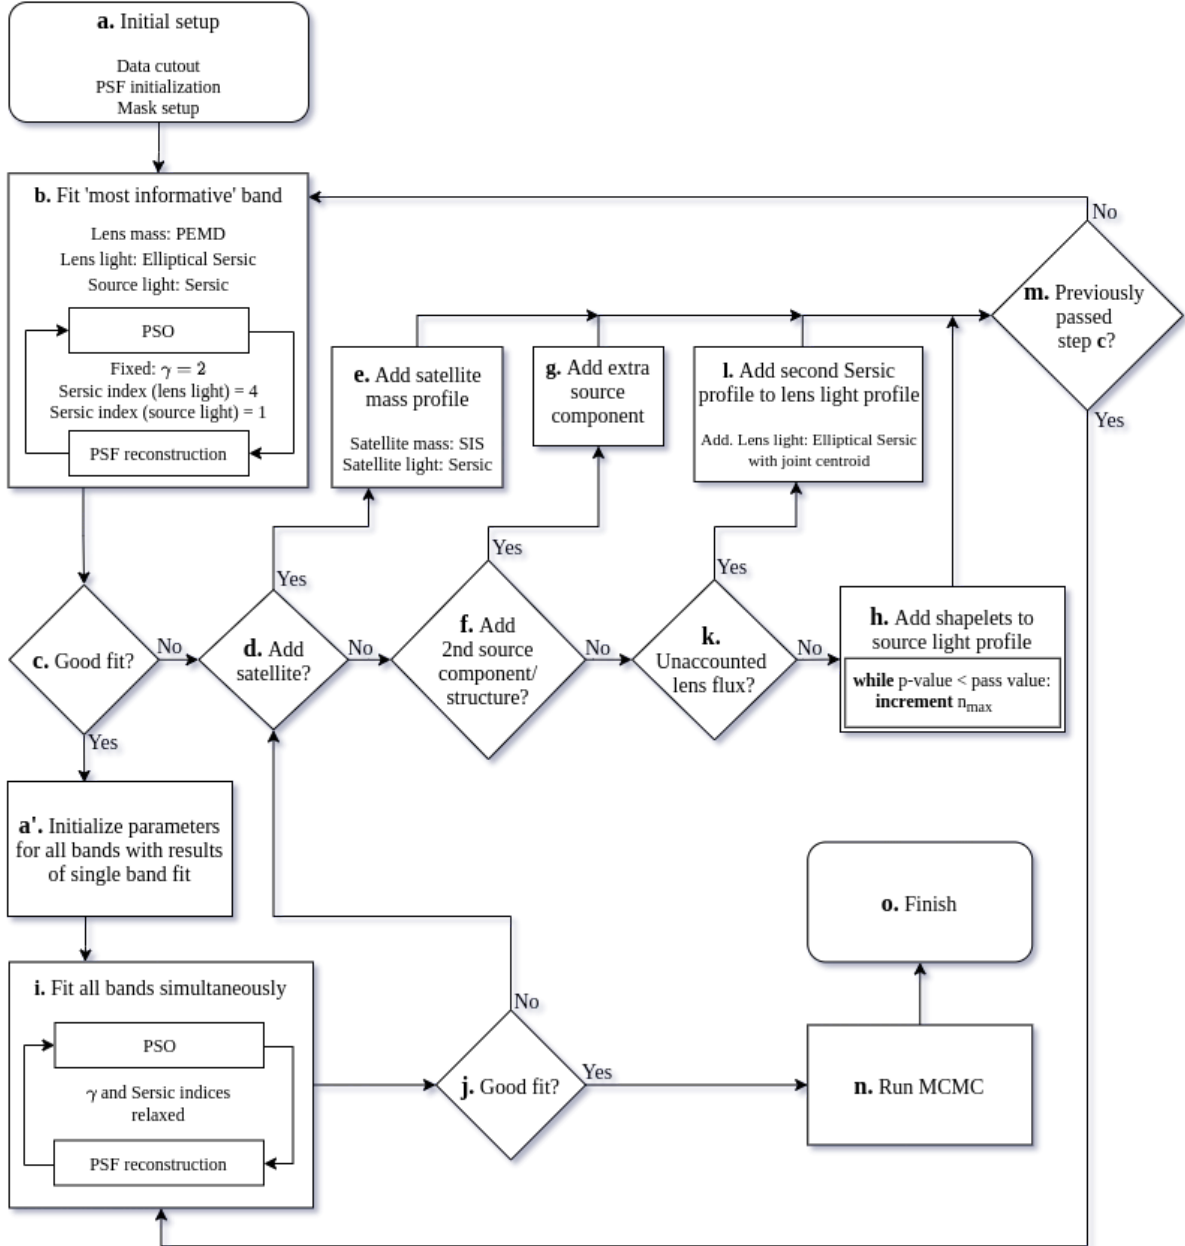 a. Initial setup
Data cutout
PSF initialization
Mask setup
b. Fit 'most informative' band
Lens mass: PEMD
Lens light: Elliptical Sersic
Source light: Sersic
PSO
Fixed: γ = 2
Sersic index (lens light) = 4
Sersic index (source light) = 1
PSF reconstruction
No
m. Previously
passed
step c?
Yes
e. Add satellite
mass profile
Satellite mass: SIS
Satellite light: Sersic
g. Add extra
source
component
l. Add second Sersic
profile to lens light profile
Add. Lens light: Elliptical Sersic
with joint centroid
Yes
Yes
Yes
c. Good fit?
No
d. Add
satellite?
No
f. Add
2nd source
component/
structure?
No
k.
Unaccounted
lens flux?
No
h. Add shapelets to
source light profile
while p-value < pass value:
increment nmax
Yes
a'. Initialize parameters
for all bands with results
of single band fit
o. Finish
i. Fit all bands simultaneously
PSO
γ and Sersic indices
relaxed
PSF reconstruction
No
j. Good fit?
Yes
n. Run MCMC